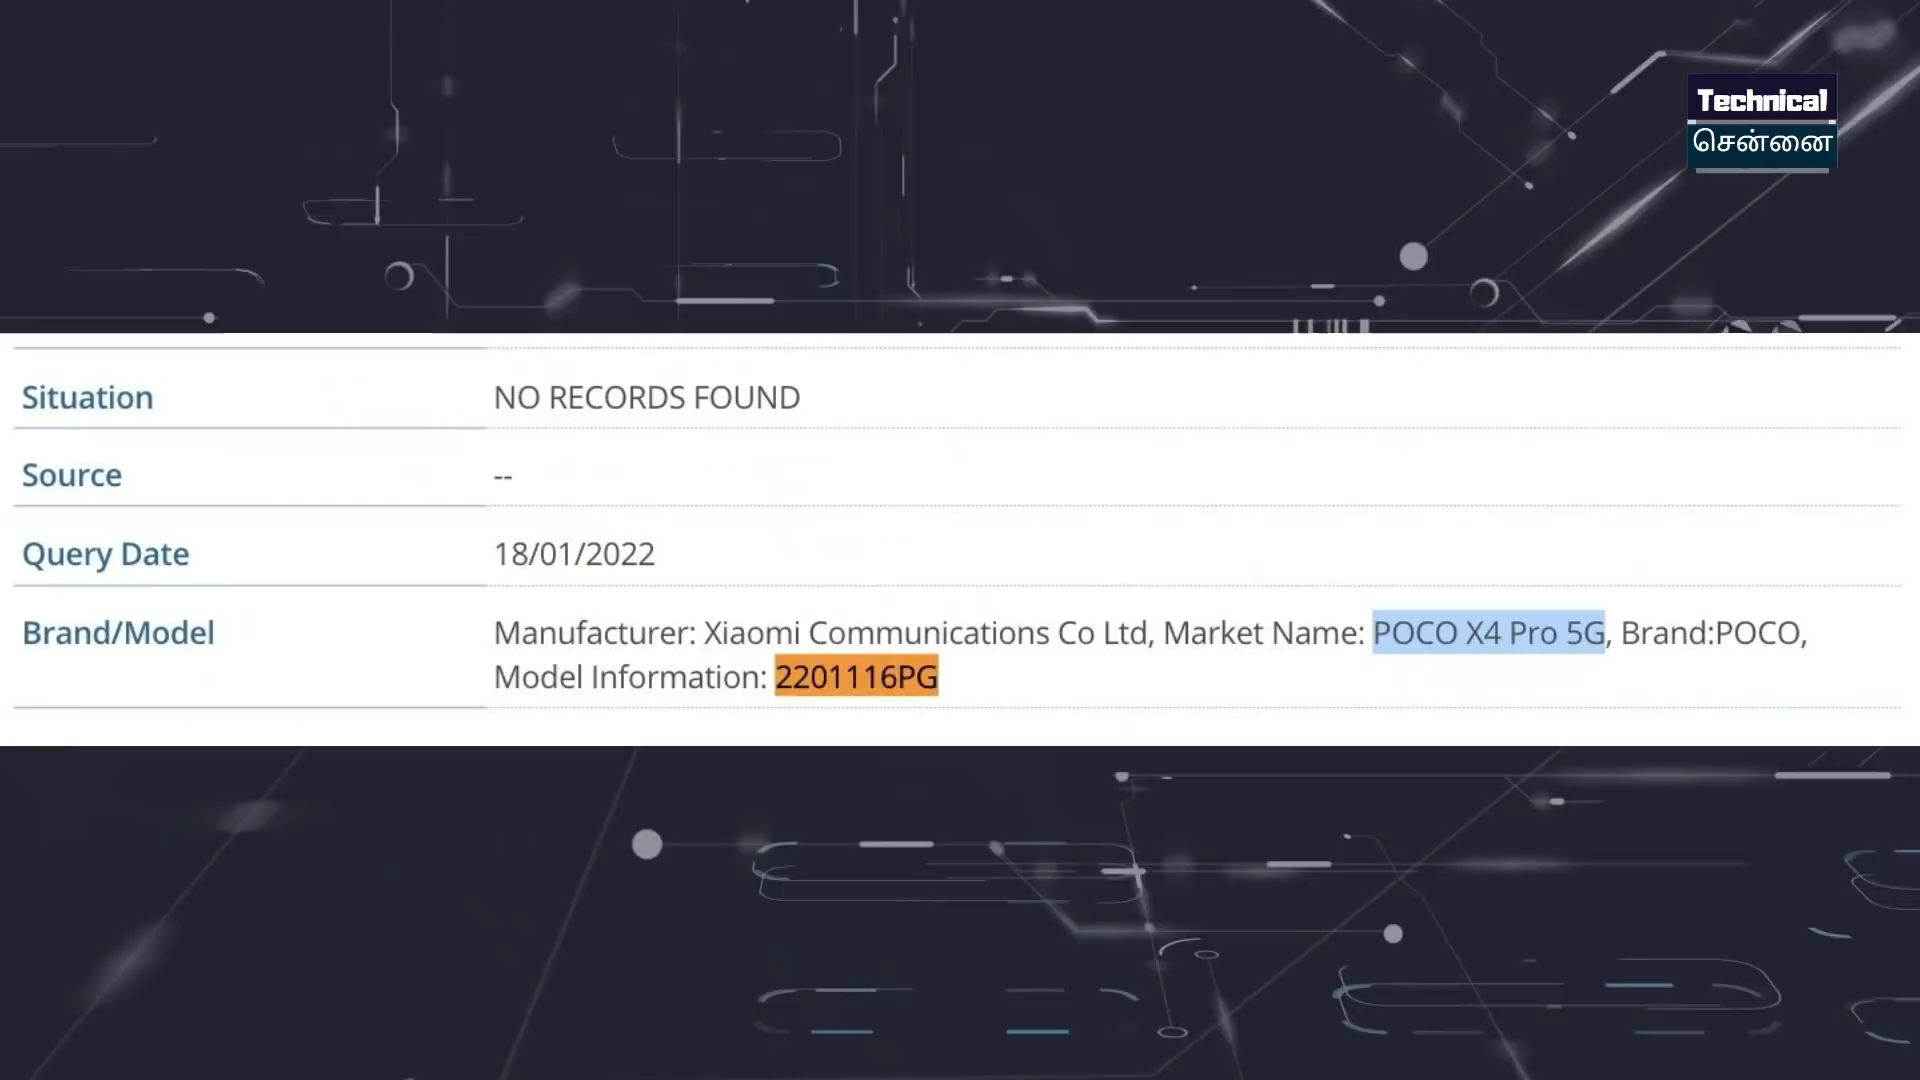 Technical
சென்னை
Situation NO RECORDS FOUND
Source --
Query Date 18/01/2022
Brand/Model Manufacturer: Xiaomi Communications Co Ltd, Market Name: POCO X4 Pro 5G, Brand:POCO,
Model Information: 2201116PG